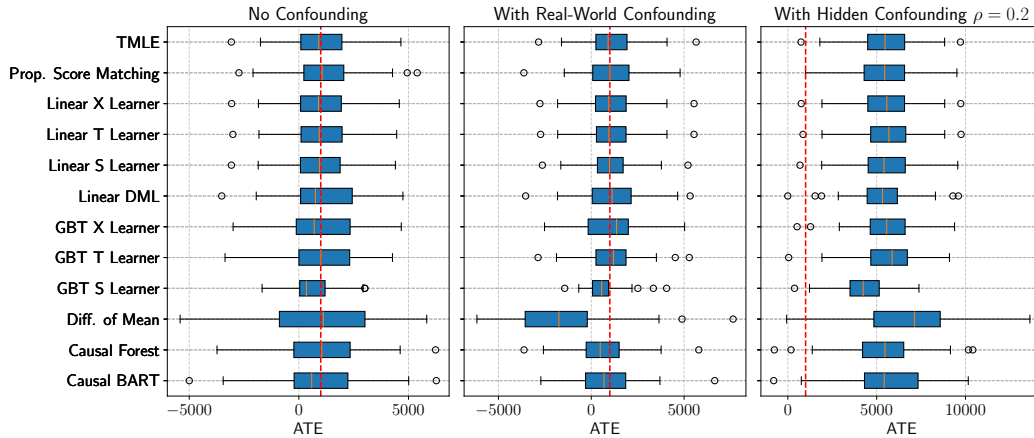 No Confounding
With Real-World Confounding
With Hidden Confounding ρ = 0.2
TMLE
Prop. Score Matching
Linear X Learner
Linear T Learner
Linear S Learner
Linear DML
GBT X Learner
GBT T Learner
GBT S Learner
Diff. of Mean
Causal Forest
Causal BART
−5000 0 5000
−5000 0 5000
0 5000 10000
ATE
ATE
ATE